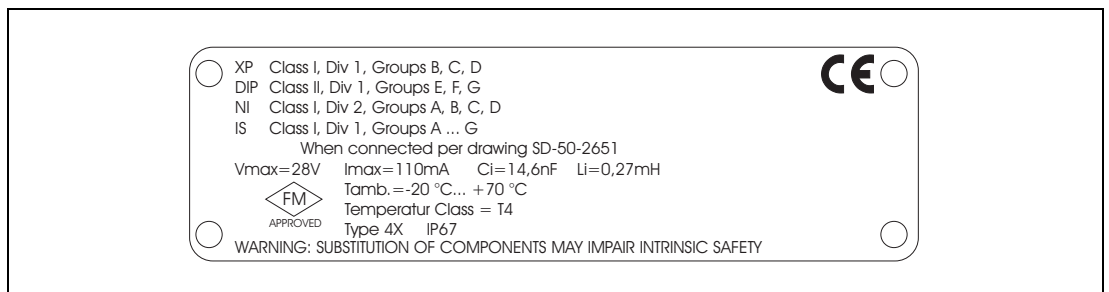 XP Class I, Div 1, Groups B, C, D
CE
DIP Class II, Div 1, Groups E, F, G
NI Class I, Div 2, Groups A, B, C, D
IS Class I, Div 1, Groups A ... G
When connected per drawing SD-50-2651
Vmax=28V Imax=110mA Ci=14,6nF Li=0,27mH
FM
APPROVED
Tamb.=-20 °C... +70 °C
Temperatur Class = T4
Type 4X IP67
WARNING: SUBSTITUTION OF COMPONENTS MAY IMPAIR INTRINSIC SAFETY